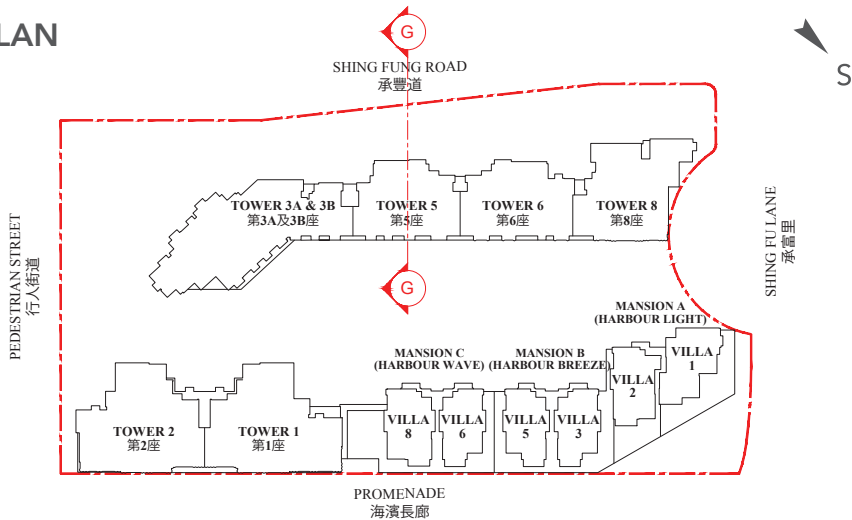 LAN
G
SHING FUNG ROAD
承豐道
S
TOWER 3A & 3B
第3A及3B座
TOWER 5
第5座
TOWER 6
第6座
TOWER 8
第8座
PEDESTRIAN STREET
行人街道
SHING FU LANE
承富里
G
MANSION A
(HARBOUR LIGHT)
MANSION C
(HARBOUR WAVE)
MANSION B
(HARBOUR BREEZE)
VILLA
1
VILLA
2
VILLA
8
VILLA
6
VILLA
5
VILLA
3
TOWER 2
第2座
TOWER 1
第1座
PROMENADE
海濱長廊